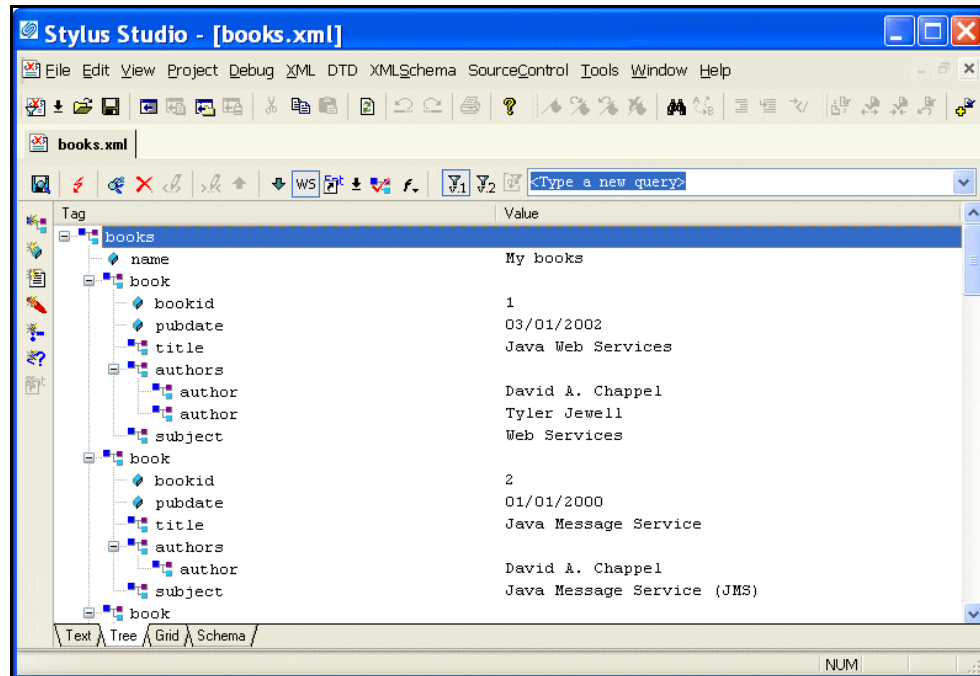 Stylus Studio - [books.xml]
File Edit View Project Debug XML DTD XMLSchema SourceControl Tools Window Help
books.xml
WS ?.1 ?.2 <Type a new query>
Tag Value
books
name My books
book
bookid 1
pubdate 03/01/2002
title Java Web Services
authors
author David A. Chappel
author Tyler Jewell
subject Web Services
book
bookid 2
pubdate 01/01/2000
title Java Message Service
authors
author David A. Chappel
subject Java Message Service (JMS)
book
Text Tree Grid Schema
NUM